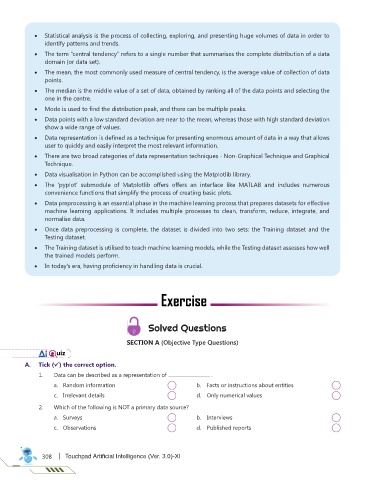 • Statistical analysis is the process of collecting, exploring, and presenting huge volumes of data in order to
identify patterns and trends.
• The term "central tendency" refers to a single number that summarises the complete distribution of a data
domain (or data set).
• The mean, the most commonly used measure of central tendency, is the average value of collection of data
points.
• The median is the middle value of a set of data, obtained by ranking all of the data points and selecting the
one in the centre.
• Mode is used to find the distribution peak, and there can be multiple peaks.
• Data points with a low standard deviation are near to the mean, whereas those with high standard deviation
show a wide range of values.
• Data representation is defined as a technique for presenting enormous amount of data in a way that allows
user to quickly and easily interpret the most relevant information.
• There are two broad categories of data representation techniques - Non-Graphical Technique and Graphical
Technique.
• Data visualisation in Python can be accomplished using the Matplotlib library.
• The 'pyplot' submodule of Matplotlib offers offers an interface like MATLAB and includes numerous
convenience functions that simplify the process of creating basic plots.
• Data preprocessing is an essential phase in the machine learning process that prepares datasets for effective
machine learning applications. It includes multiple processes to clean, transform, reduce, integrate, and
normalise data.
• Once data preprocessing is complete, the dataset is divided into two sets: the Training dataset and the
Testing dataset.
• The Training dataset is utilised to teach machine learning models, while the Testing dataset assesses how well
the trained models perform.
• In today's era, having proficiency in handling data is crucial.
Exercise
Solved Questions
SECTION A (Objective Type Questions)
Ai Quiz
A. Tick (✓) the correct option.
1. Data can be described as a representation of ______________.
a. Random information
b. Facts or instructions about entities
c. Irrelevant details
d. Only numerical values
2. Which of the following is NOT a primary data source?
a. Surveys
b. Interviews
c. Observations
d. Published reports
308 | Touchpad Artificial Intelligence (Ver. 3.0)-XI